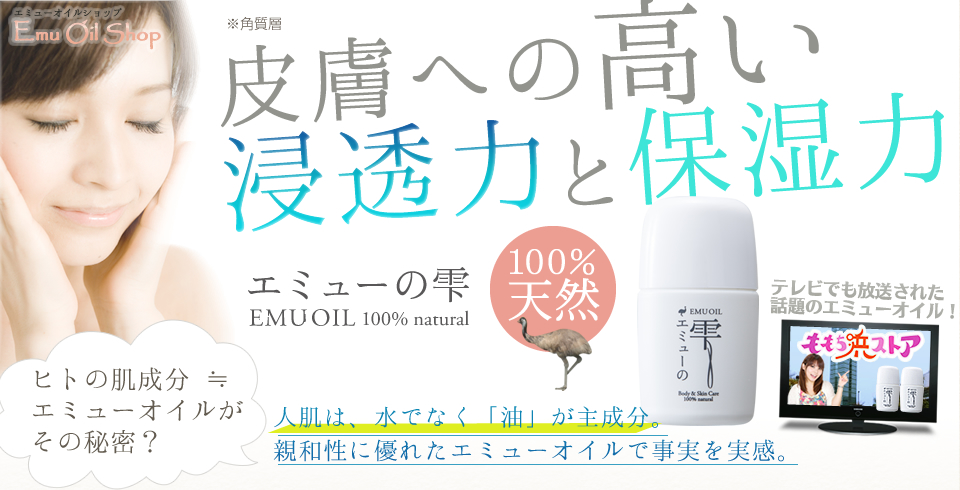 エミューオイルショップ
Emu Oil Shop
※角質層
皮膚への高い
浸透力と保湿力
エミューの雫
EMU OIL 100% natural
100%
天然
EMU OIL
エミューの雫
Body & Skin Care
100% natural
テレビでも放送された
話題のエミューオイル！
ももち浜ストア
ヒトの肌成分 ≒
エミューオイルが
その秘密？
人肌は、水でなく「油」が主成分。
親和性に優れたエミューオイルで事実を実感。